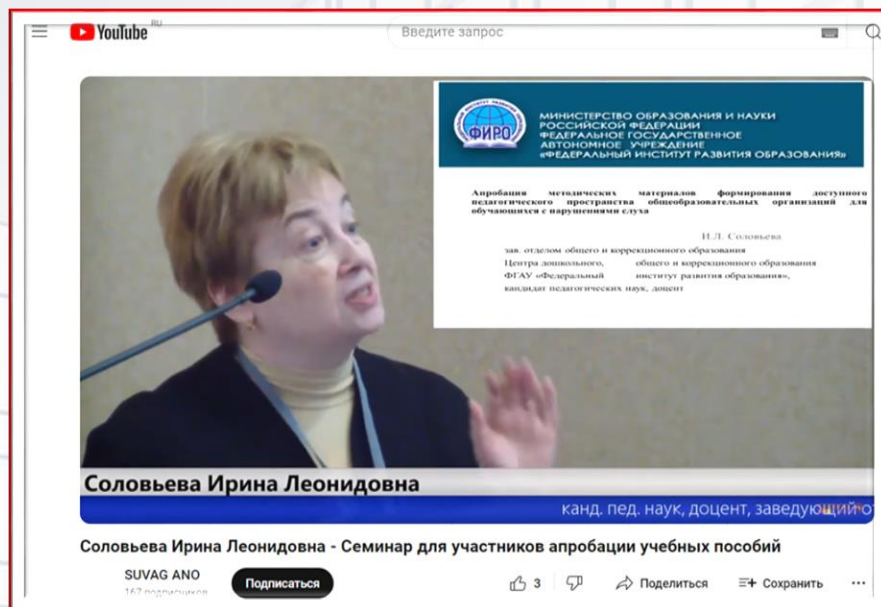 YouTube RU
Введите запрос
ФИРО
МИНИСТЕРСТВО ОБРАЗОВАНИЯ И НАУКИ
РОССИЙСКОЙ ФЕДЕРАЦИИ
ФЕДЕРАЛЬНОЕ ГОСУДАРСТВЕННОЕ
АВТОНОМНОЕ УЧРЕЖДЕНИЕ
«ФЕДЕРАЛЬНЫЙ ИНСТИТУТ РАЗВИТИЯ ОБРАЗОВАНИЯ»
Апробация методических материалов формирования доступного
педагогического пространства общеобразовательных организаций для
обучающихся с нарушениями слуха
И.Л. Соловьева
зав. отделом общего и коррекционного образования
Центра дошкольного, общего и коррекционного образования
ФГАУ «Федеральный институт развития образования»,
кандидат педагогических наук, доцент
Соловьева Ирина Леонидовна
канд. пед. наук, доцент, заведующий
Соловьева Ирина Леонидовна - Семинар для участников апробации учебных пособий
SUVAG ANO
167 подписчиков
Подписаться
3
Поделиться
Сохранить